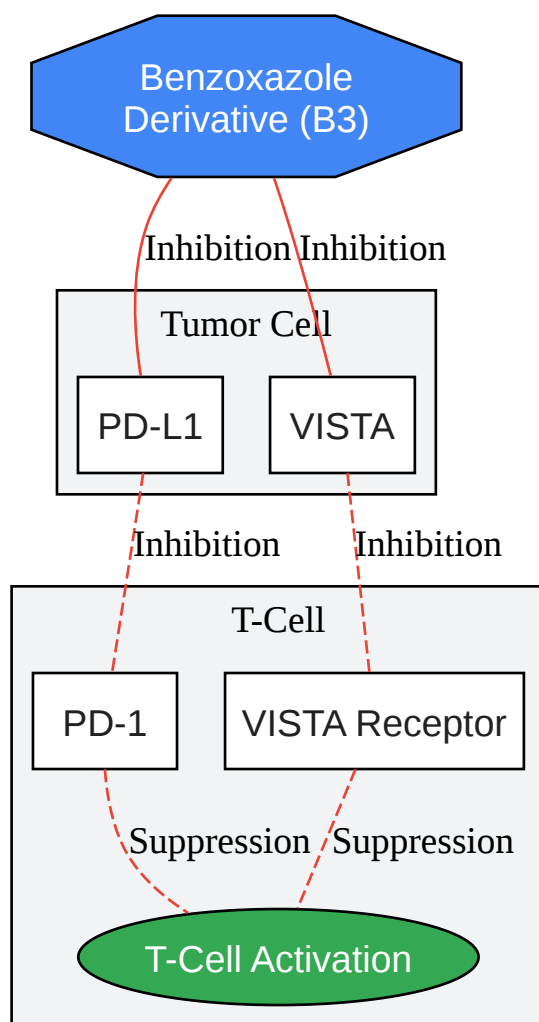 Benzoxazole
Derivative (B3)
Inhibition Inhibition
Tumor Cell
PD-L1 VISTA
Inhibition Inhibition
T-Cell
PD-1 VISTA Receptor
Suppression Suppression
T-Cell Activation